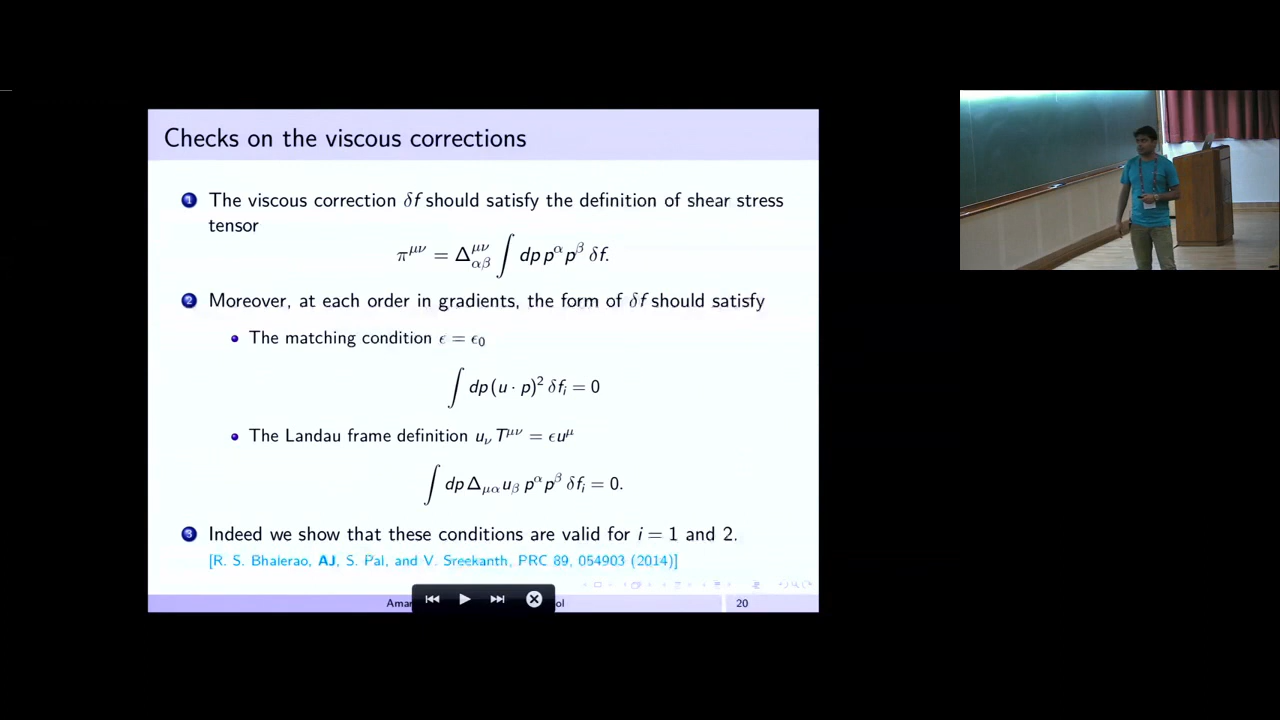 Checks on the viscous corrections
1 The viscous correction δf should satisfy the definition of shear stress
tensor
π^{μν} = Δ^{μν}_{αβ} ∫ dp p^α p^β δf.
2 Moreover, at each order in gradients, the form of δf should satisfy
• The matching condition ϵ = ϵ₀
∫ dp (u · p)² δf_i = 0
• The Landau frame definition u_ν T^{μν} = ϵu^μ
∫ dp Δ_{μα} u_β p^α p^β δf_i = 0.
3 Indeed we show that these conditions are valid for i = 1 and 2.
[R. S. Bhalerao, AJ, S. Pal, and V. Sreekanth, PRC 89, 054903 (2014)]
20